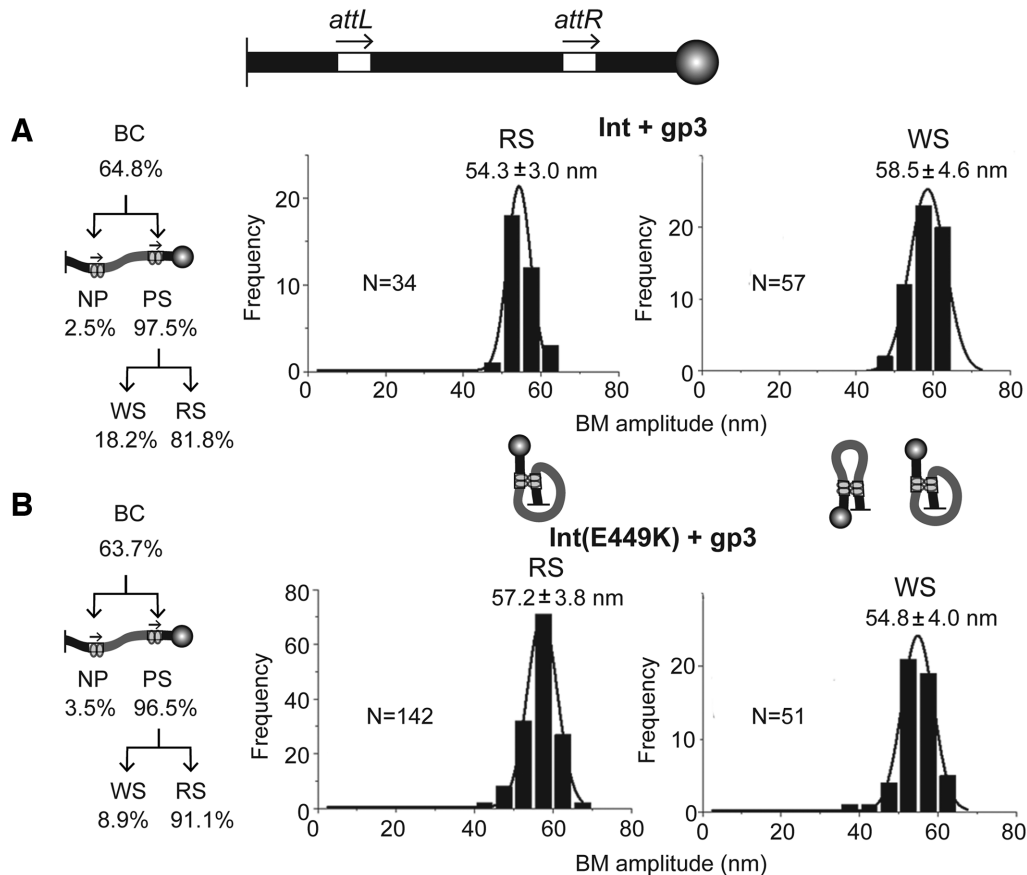 attL attR
A
BC
64.8%
NP PS
2.5% 97.5%
WS RS
18.2% 81.8%
Int + gp3
RS
54.3 ± 3.0 nm
Frequency
20
10
0
N=34
0 20 40 60 80
WS
58.5 ± 4.6 nm
Frequency
20
10
0
N=57
0 20 40 60 80
BM amplitude (nm)
B
BC
63.7%
NP PS
3.5% 96.5%
WS RS
8.9% 91.1%
Int(E449K) + gp3
RS
57.2 ± 3.8 nm
Frequency
80
60
40
20
0
N=142
0 20 40 60 80
WS
54.8 ± 4.0 nm
Frequency
20
10
0
N=51
0 20 40 60 80
BM amplitude (nm)